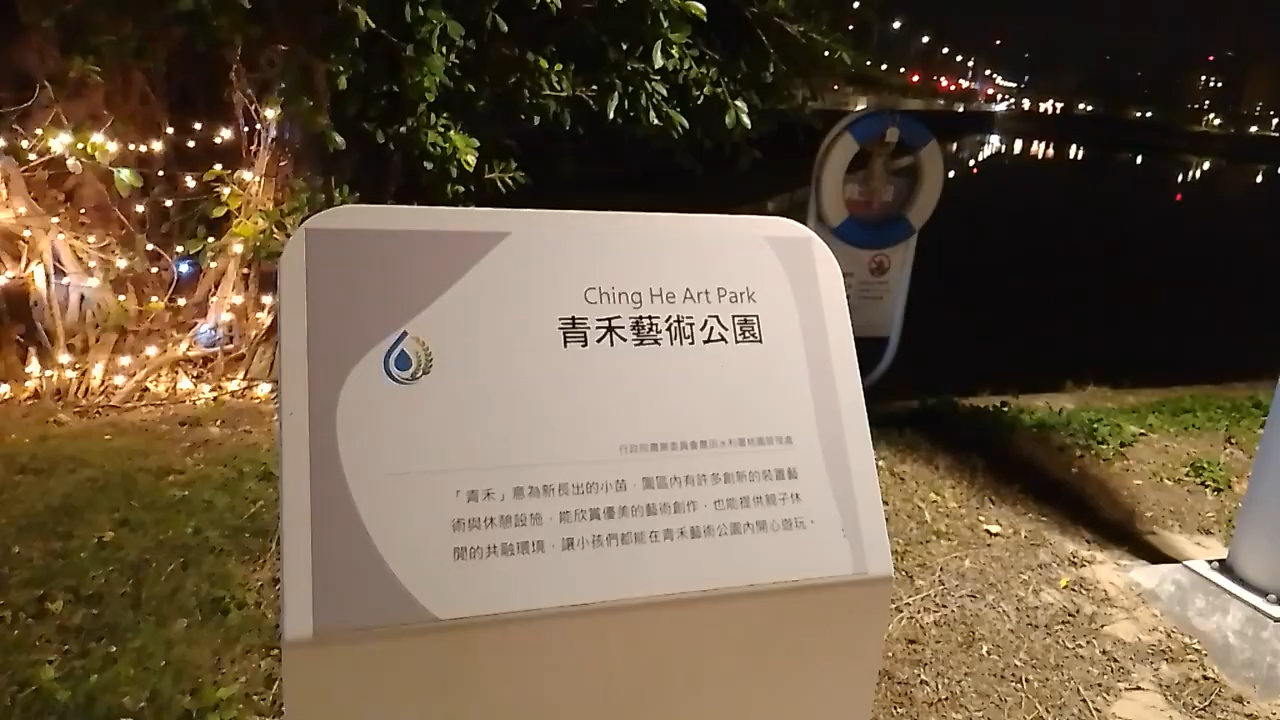 Ching He Art Park
青禾藝術公園
行政院農業委員會農田水利署桃園管理處
「青禾」意為新長出的小苗，園區內有許多創新的裝置藝
術與休憩設施，能欣賞優美的藝術創作，也能提供親子休
閒的共融環境，讓小孩們都能在青禾藝術公園內開心遊玩。